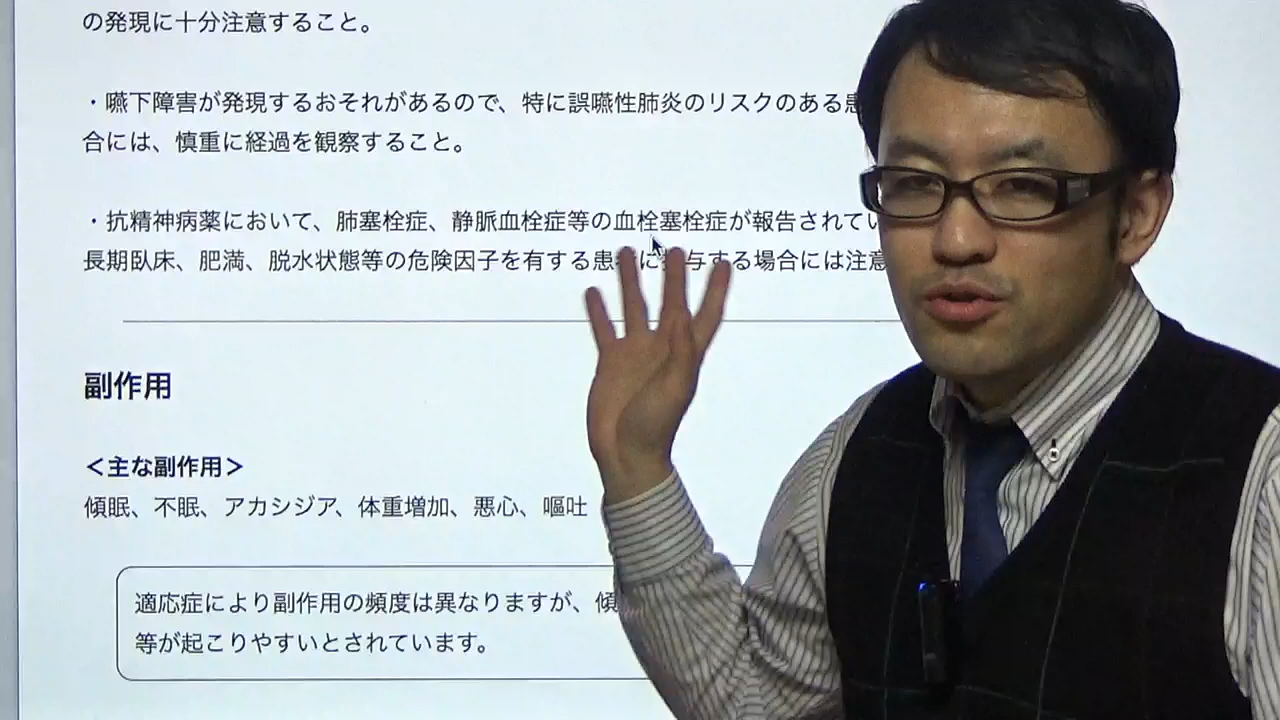 の発現に十分注意すること。
・嚥下障害が発現するおそれがあるので、特に誤嚥性肺炎のリスクのある
合には、慎重に経過を観察すること。
・抗精神病薬において、肺塞栓症、静脈血栓症等の血栓塞栓症が報告されてい
長期臥床、肥満、脱水状態等の危険因子を有する患 に 与する場合には注意
副作用
＜主な副作用＞
傾眠、不眠、アカシジア、体重増加、悪心、嘔吐
適応症により副作用の頻度は異なりますが、傾
等が起こりやすいとされています。